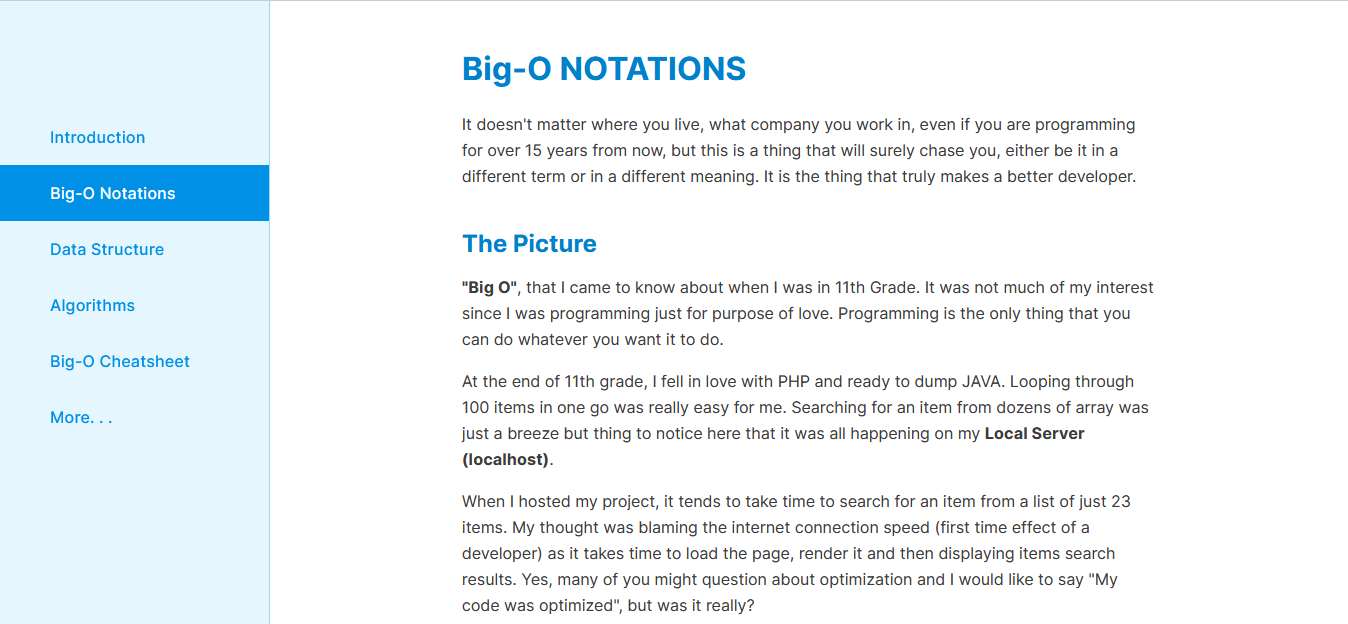 Introduction
Big-O Notations
Data Structure
Algorithms
Big-O Cheatsheet
More. . .
Big-O NOTATIONS
It doesn't matter where you live, what company you work in, even if you are programming
for over 15 years from now, but this is a thing that will surely chase you, either be it in a
different term or in a different meaning. It is the thing that truly makes a better developer.
The Picture
"Big O", that I came to know about when I was in 11th Grade. It was not much of my interest
since I was programming just for purpose of love. Programming is the only thing that you
can do whatever you want it to do.
At the end of 11th grade, I fell in love with PHP and ready to dump JAVA. Looping through
100 items in one go was really easy for me. Searching for an item from dozens of array was
just a breeze but thing to notice here that it was all happening on my Local Server
(localhost).
When I hosted my project, it tends to take time to search for an item from a list of just 23
items. My thought was blaming the internet connection speed (first time effect of a
developer) as it takes time to load the page, render it and then displaying items search
results. Yes, many of you might question about optimization and I would like to say "My
code was optimized", but was it really?